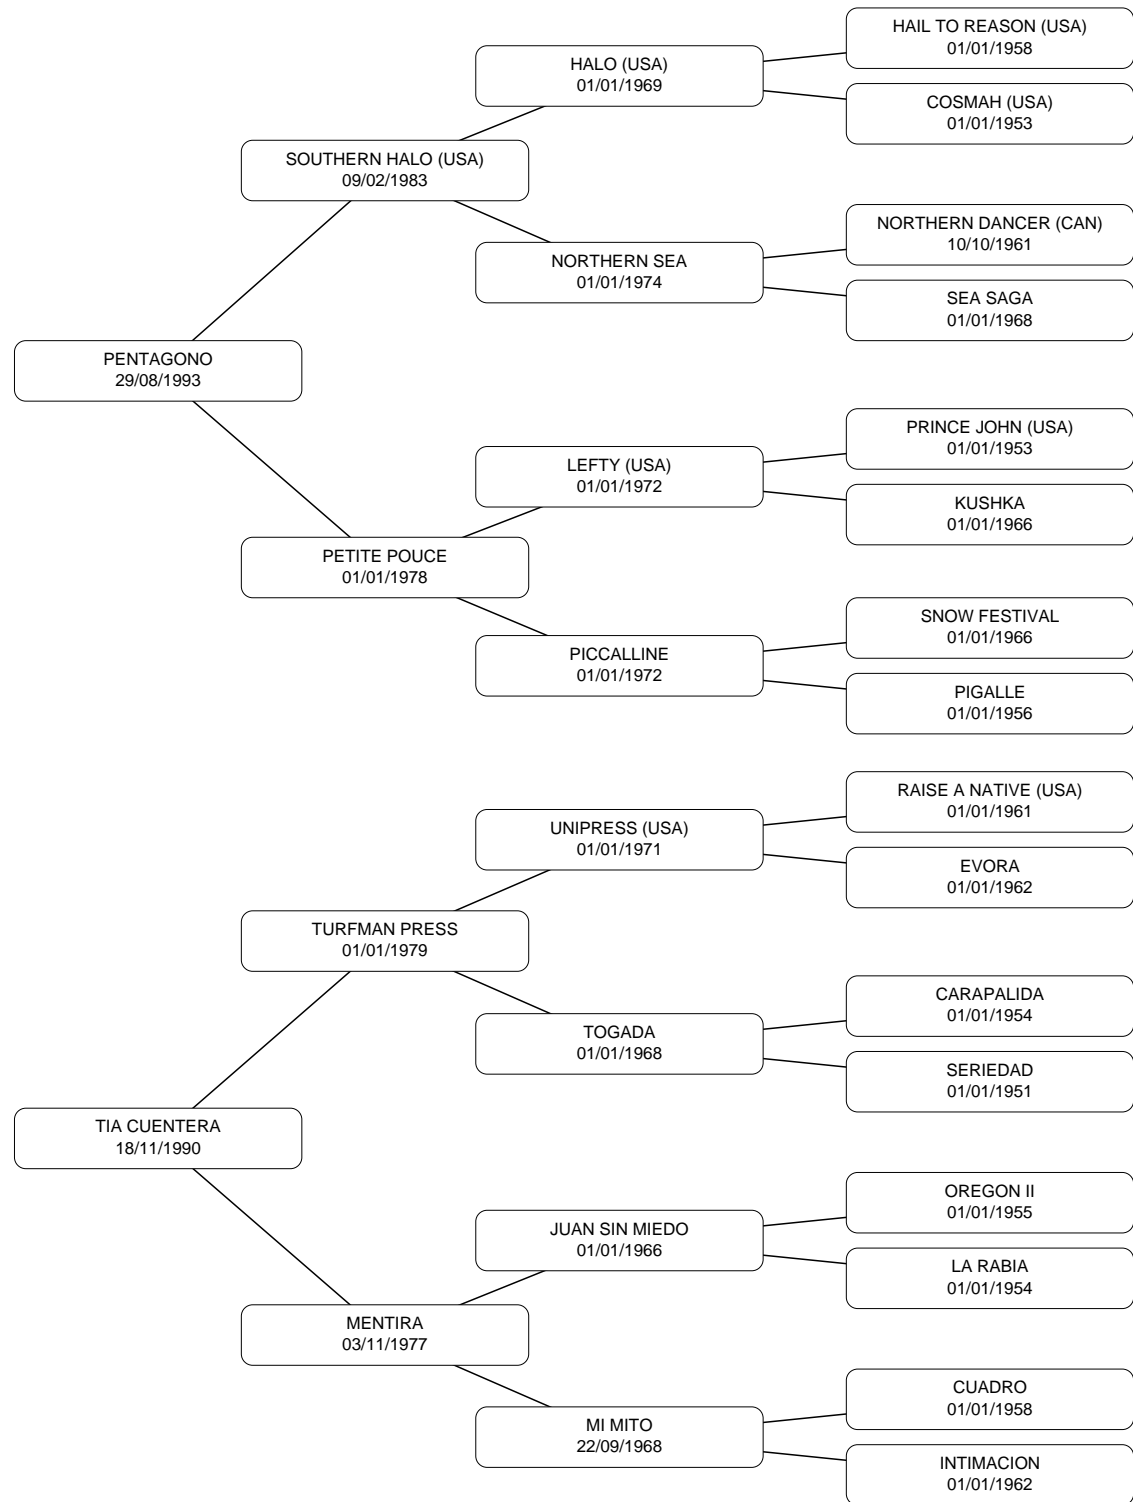 HAIL TO REASON (USA)
01/01/1958
HALO (USA)
01/01/1969
COSMAH (USA)
01/01/1953
SOUTHERN HALO (USA)
09/02/1983
NORTHERN DANCER (CAN)
10/10/1961
NORTHERN SEA
01/01/1974
SEA SAGA
01/01/1968
PENTAGONO
29/08/1993
PRINCE JOHN (USA)
01/01/1953
LEFTY (USA)
01/01/1972
KUSHKA
01/01/1966
PETITE POUCE
01/01/1978
SNOW FESTIVAL
01/01/1966
PICCALLINE
01/01/1972
PIGALLE
01/01/1956
RAISE A NATIVE (USA)
01/01/1961
UNIPRESS (USA)
01/01/1971
EVORA
01/01/1962
TURFMAN PRESS
01/01/1979
CARAPALIDA
01/01/1954
TOGADA
01/01/1968
SERIEDAD
01/01/1951
TIA CUENTERA
18/11/1990
OREGON II
01/01/1955
JUAN SIN MIEDO
01/01/1966
LA RABIA
01/01/1954
MENTIRA
03/11/1977
CUADRO
01/01/1958
MI MITO
22/09/1968
INTIMACION
01/01/1962